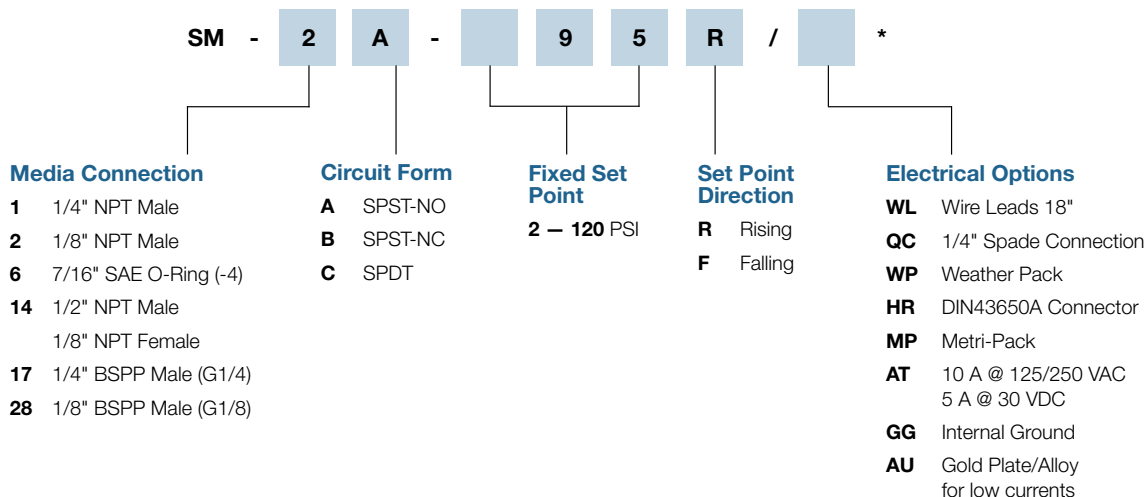 SM - 2 A - 9 5 R / *
Media Connection
1 1/4" NPT Male
2 1/8" NPT Male
6 7/16" SAE O-Ring (-4)
14 1/2" NPT Male
1/8" NPT Female
17 1/4" BSPP Male (G1/4)
28 1/8" BSPP Male (G1/8)
Circuit Form
A SPST-NO
B SPST-NC
C SPDT
Fixed Set
Point
2 — 120 PSI
Set Point
Direction
R Rising
F Falling
Electrical Options
WL Wire Leads 18"
QC 1/4" Spade Connection
WP Weather Pack
HR DIN43650A Connector
MP Metri-Pack
AT 10 A @ 125/250 VAC
5 A @ 30 VDC
GG Internal Ground
AU Gold Plate/Alloy
for low currents